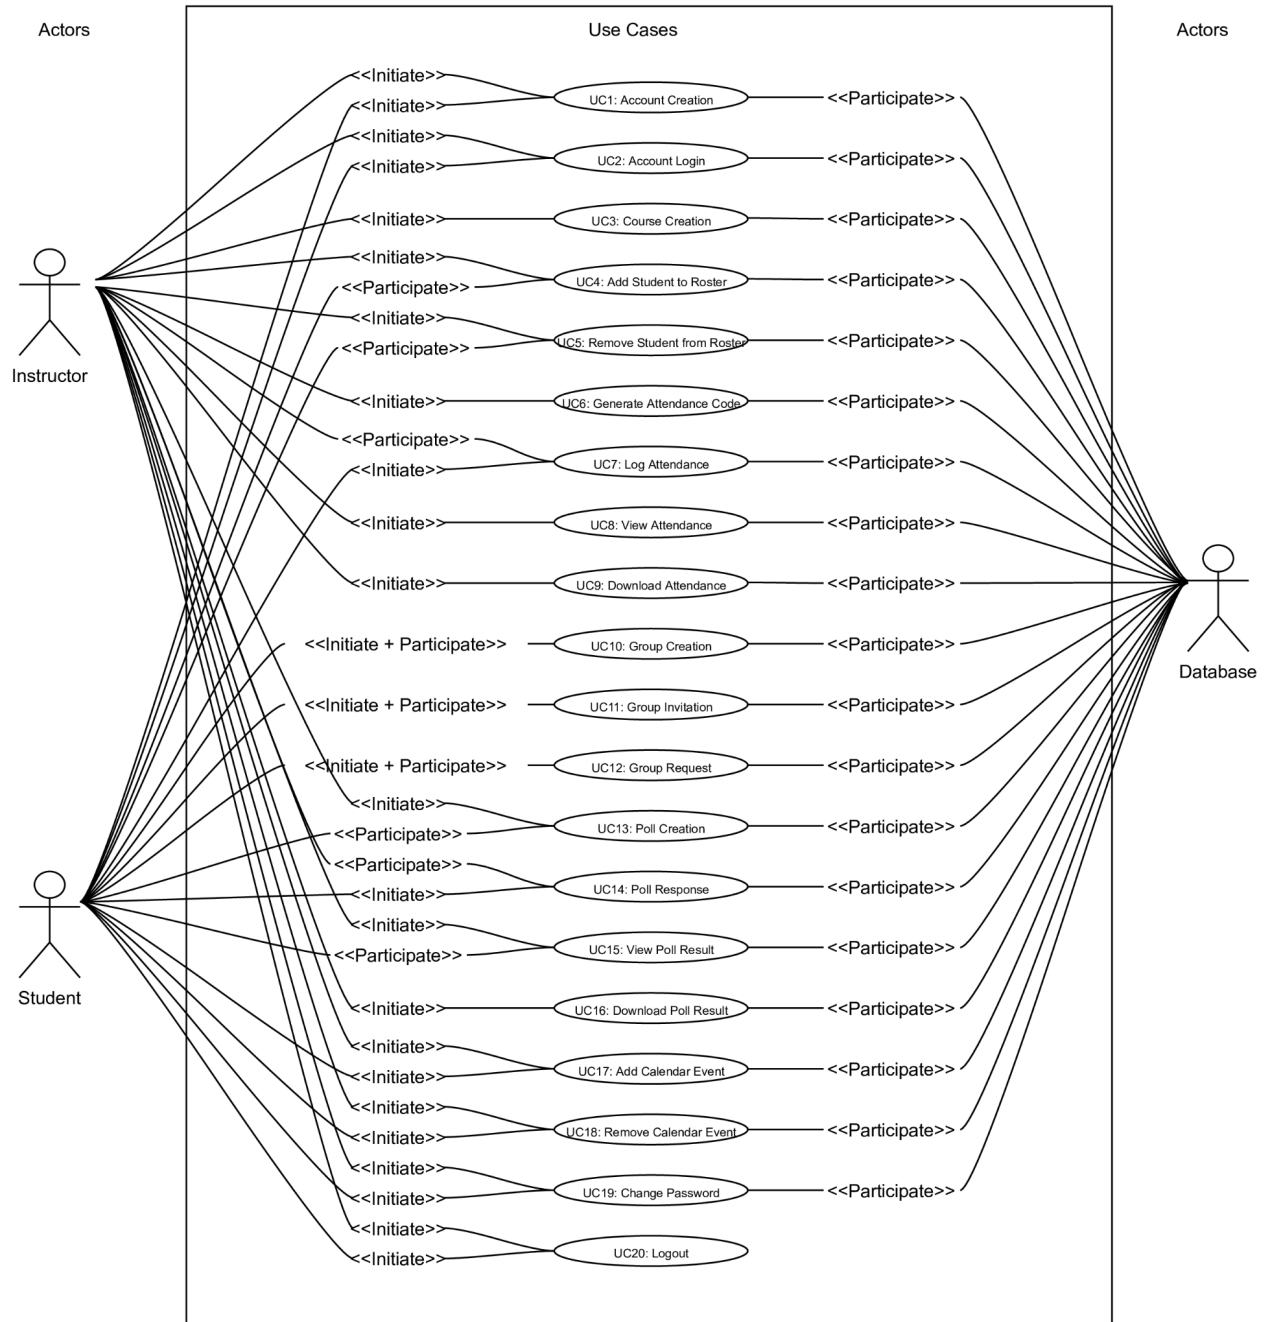 Actors
Use Cases
Actors
<<Initiate>>
<<Initiate>>
UC1: Account Creation
<<Participate>>
<<Initiate>>
<<Initiate>>
UC2: Account Login
<<Participate>>
<<Initiate>>
UC3: Course Creation
<<Participate>>
<<Initiate>>
<<Participate>>
UC4: Add Student to Roster
<<Participate>>
<<Initiate>>
<<Participate>>
UC5: Remove Student from Roster
<<Participate>>
Instructor
<<Initiate>>
UC6: Generate Attendance Code
<<Participate>>
<<Participate>>
<<Initiate>>
UC7: Log Attendance
<<Participate>>
<<Initiate>>
UC8: View Attendance
<<Participate>>
<<Initiate>>
UC9: Download Attendance
<<Participate>>
<<Initiate + Participate>>
UC10: Group Creation
<<Participate>>
Database
<<Initiate + Participate>>
UC11: Group Invitation
<<Participate>>
<<Initiate + Participate>>
UC12: Group Request
<<Participate>>
<<Initiate>>
<<Participate>>
UC13: Poll Creation
<<Participate>>
<<Participate>>
<<Initiate>>
UC14: Poll Response
<<Participate>>
<<Initiate>>
<<Participate>>
UC15: View Poll Result
<<Participate>>
Student
<<Initiate>>
UC16: Download Poll Result
<<Participate>>
<<Initiate>>
<<Initiate>>
UC17: Add Calendar Event
<<Participate>>
<<Initiate>>
<<Initiate>>
UC18: Remove Calendar Event
<<Participate>>
<<Initiate>>
<<Initiate>>
UC19: Change Password
<<Participate>>
<<Initiate>>
<<Initiate>>
UC20: Logout